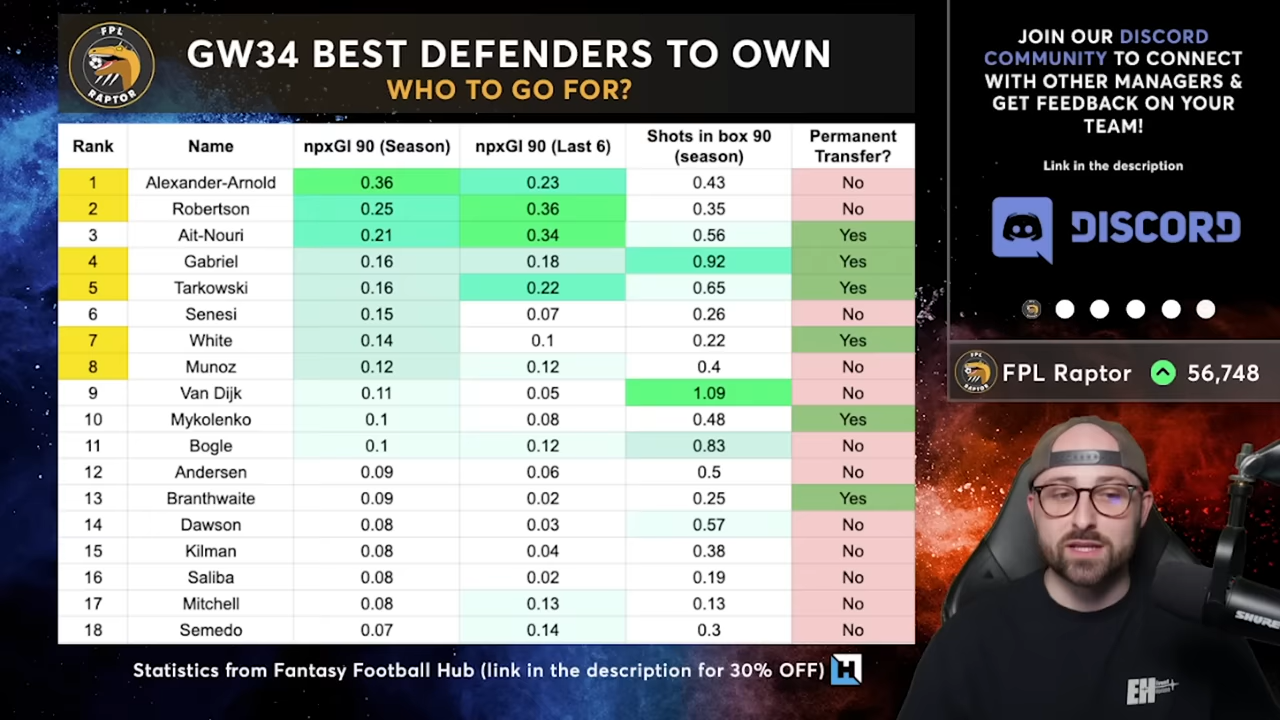 FPL
RAPTOR
GW34 BEST DEFENDERS TO OWN
WHO TO GO FOR?
Rank Name npxGI 90 (Season) npxGI 90 (Last 6) Shots in box 90 (season) Permanent Transfer?
1 Alexander-Arnold 0.36 0.23 0.43 No
2 Robertson 0.25 0.36 0.35 No
3 Ait-Nouri 0.21 0.34 0.56 Yes
4 Gabriel 0.16 0.18 0.92 Yes
5 Tarkowski 0.16 0.22 0.65 Yes
6 Senesi 0.15 0.07 0.26 No
7 White 0.14 0.1 0.22 Yes
8 Munoz 0.12 0.12 0.4 No
9 Van Dijk 0.11 0.05 1.09 No
10 Mykolenko 0.1 0.08 0.48 Yes
11 Bogle 0.1 0.12 0.83 No
12 Andersen 0.09 0.06 0.5 No
13 Branthwaite 0.09 0.02 0.25 Yes
14 Dawson 0.08 0.03 0.57 No
15 Kilman 0.08 0.04 0.38 No
16 Saliba 0.08 0.02 0.19 No
17 Mitchell 0.08 0.13 0.13 No
18 Semedo 0.07 0.14 0.3 No
Statistics from Fantasy Football Hub (link in the description for 30% OFF) H
JOIN OUR DISCORD
COMMUNITY TO CONNECT
WITH OTHER MANAGERS &
GET FEEDBACK ON YOUR
TEAM!
Link in the description
DISCORD
FPL Raptor 56,748
SHURE
EH